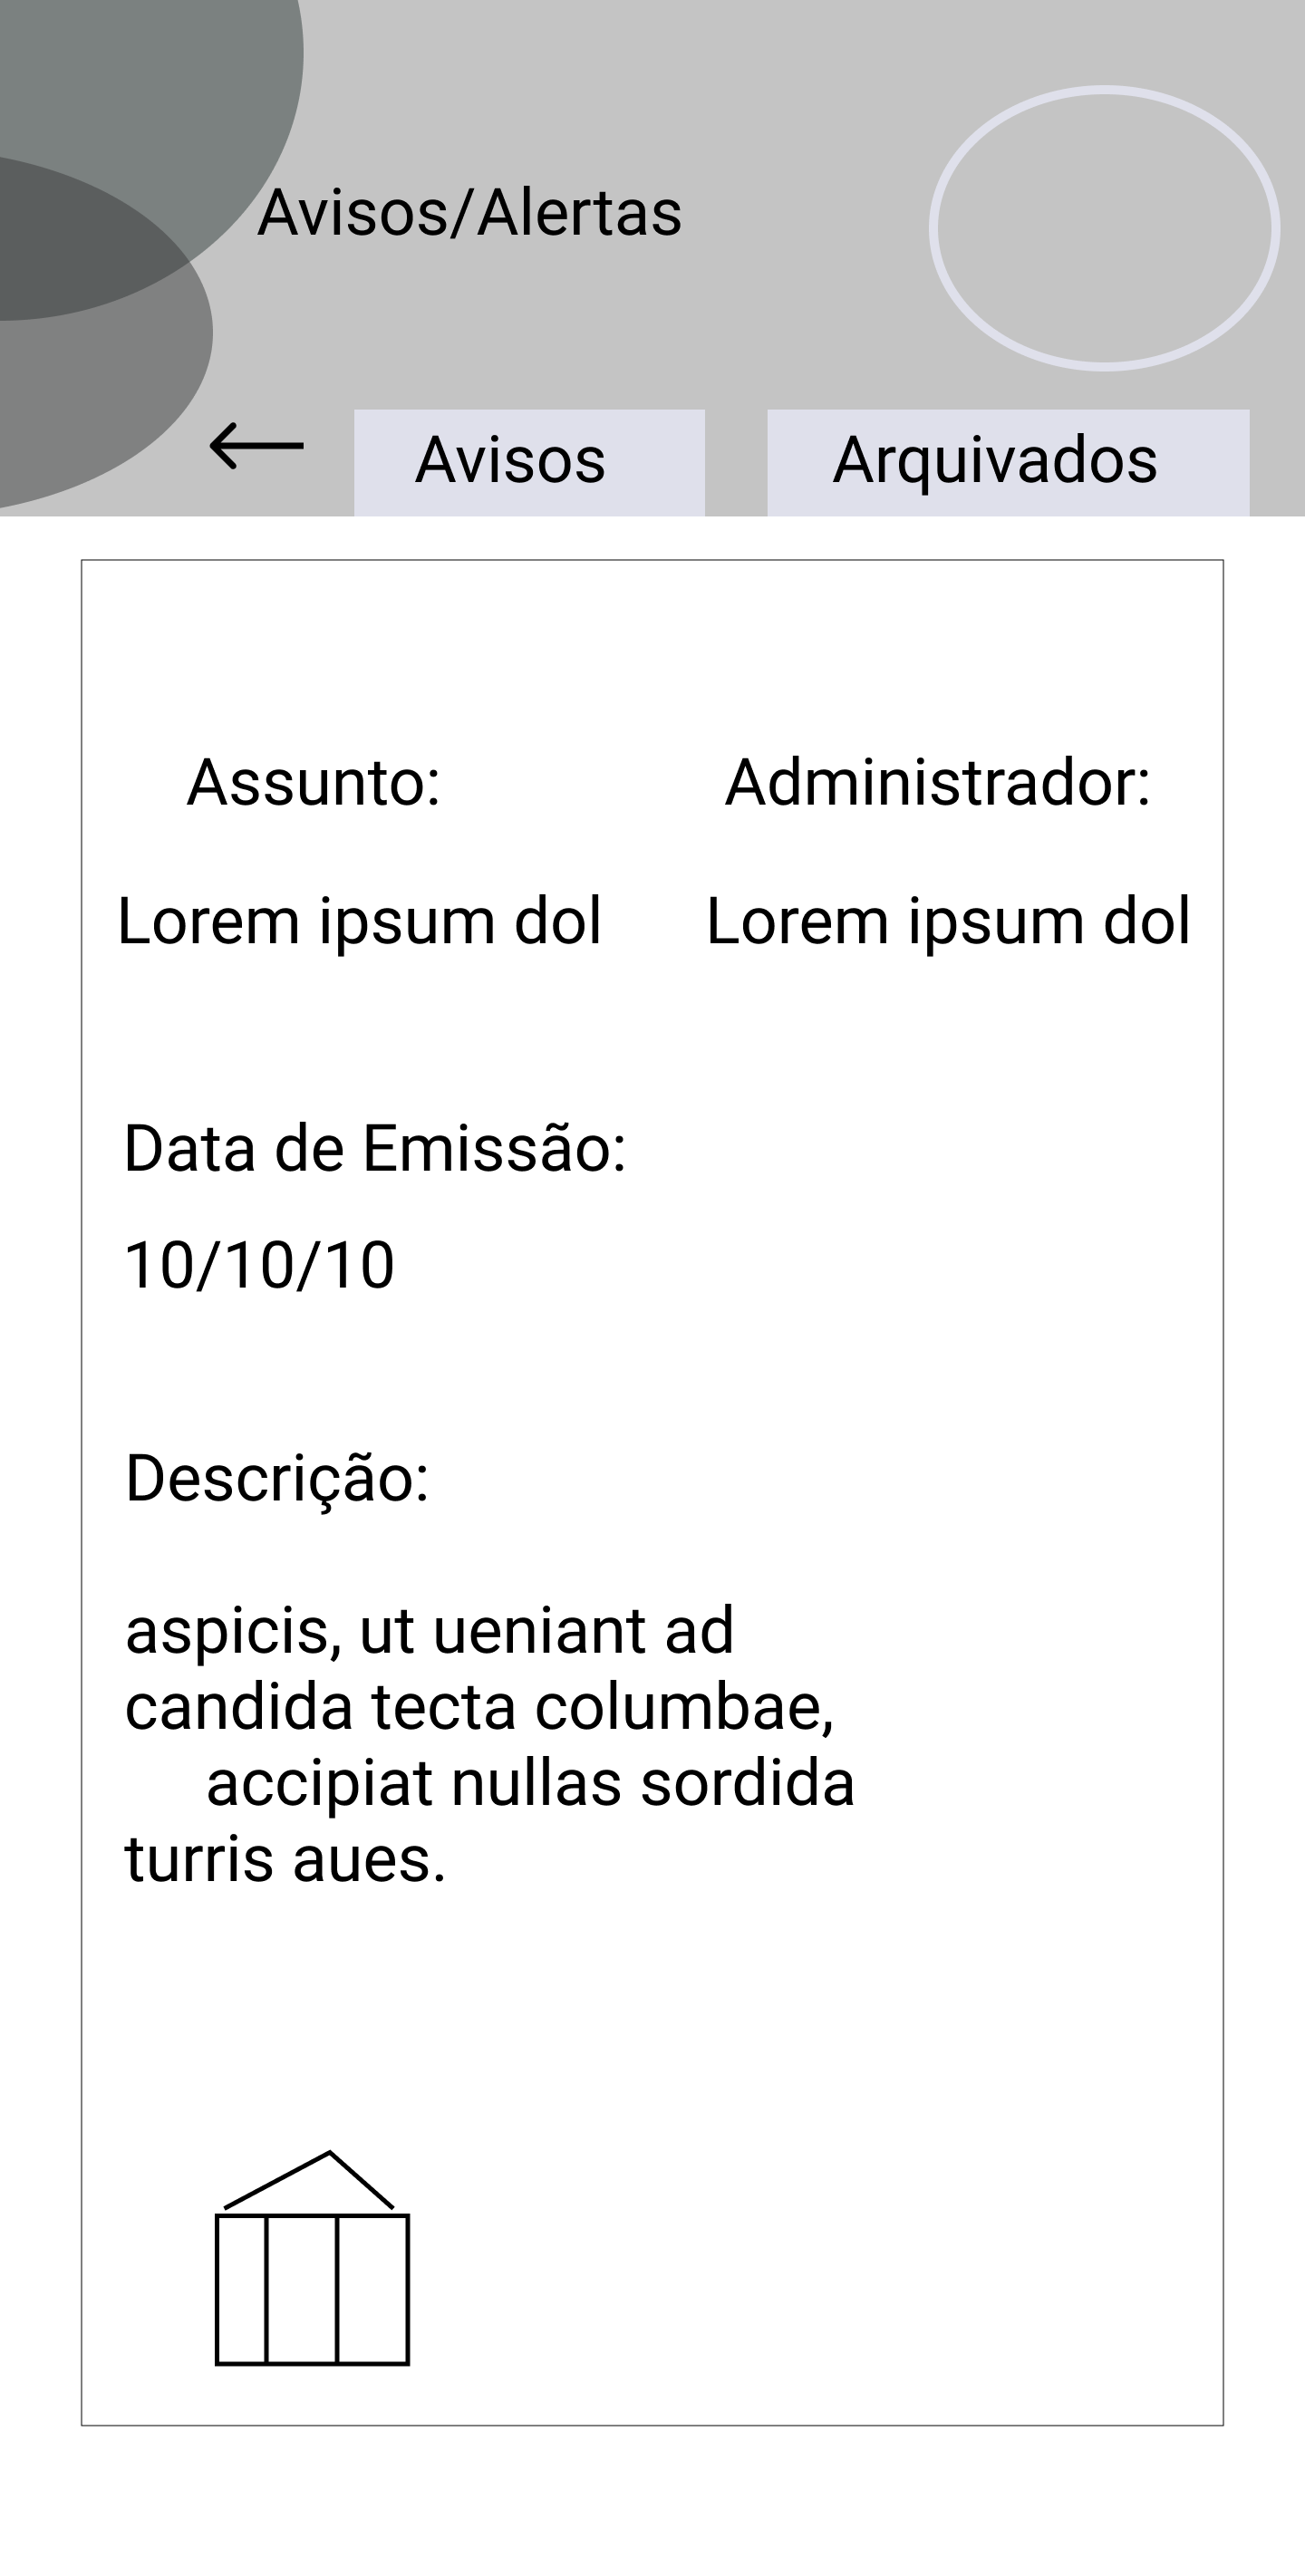 Avisos/Alertas
Avisos
Arquivados
Assunto:
Administrador:
Lorem ipsum dol
Lorem ipsum dol
Data de Emissão:
10/10/10
Descrição:
aspicis, ut ueniant ad
candida tecta columbae,
accipiat nullas sordida
turris aues.